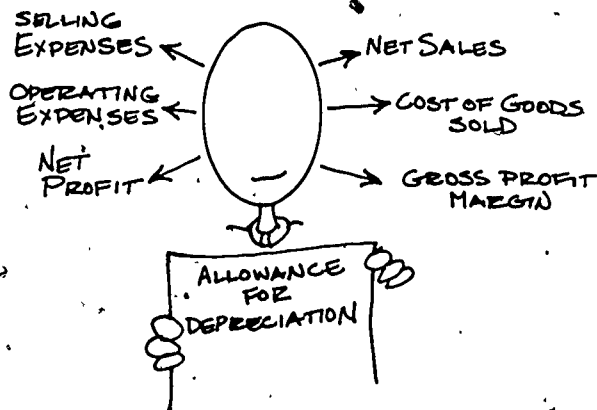 SELLING
EXPENSES
NET SALES
OPERATING
EXPENSES
COST OF GOODS
SOLD
NET
PROFIT
GROSS PROFIT
MARGIN
ALLOWANCE
FOR
DEPRECIATION